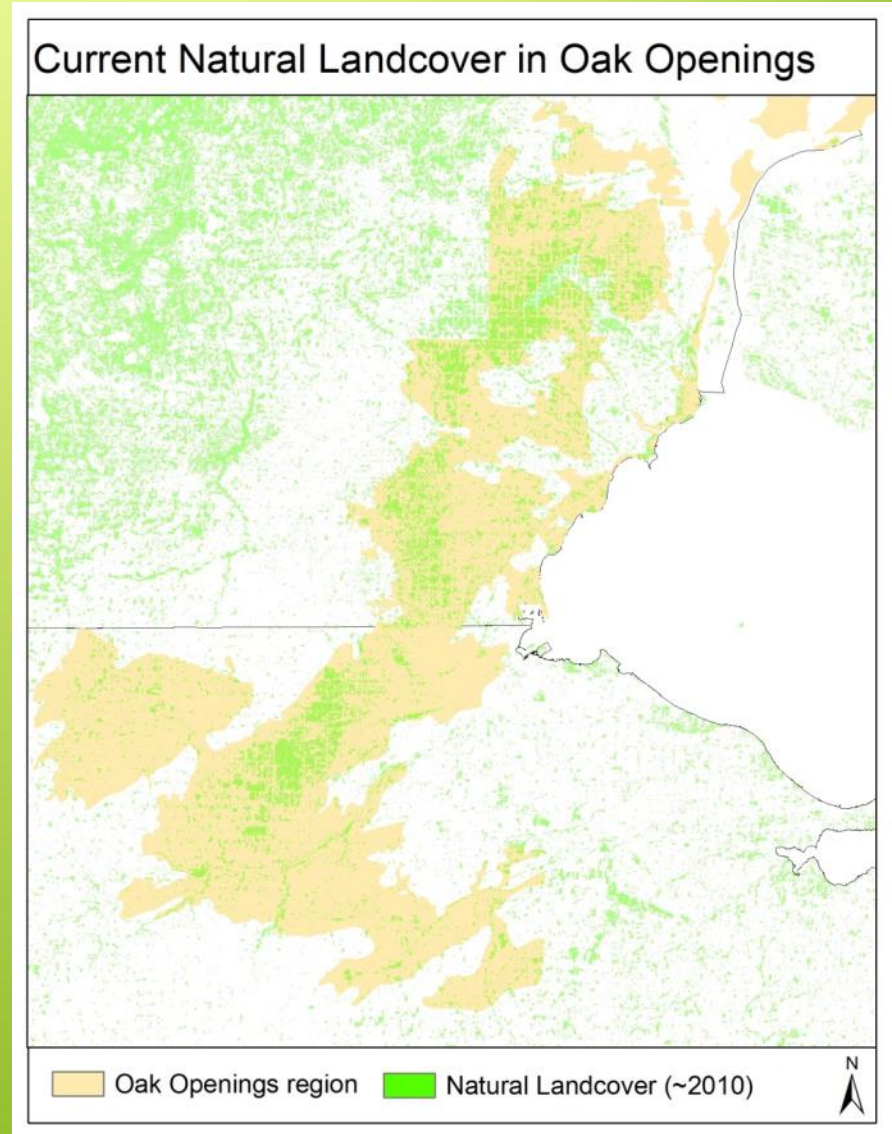 Current Natural Landcover in Oak Openings
Oak Openings region
Natural Landcover (~2010)
N